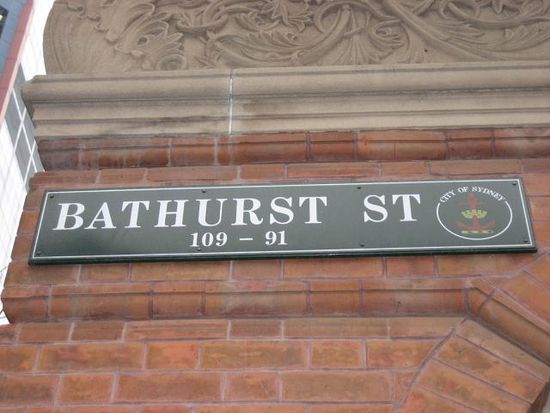 BATHURST ST
109 – 91
CITY OF SYDNEY